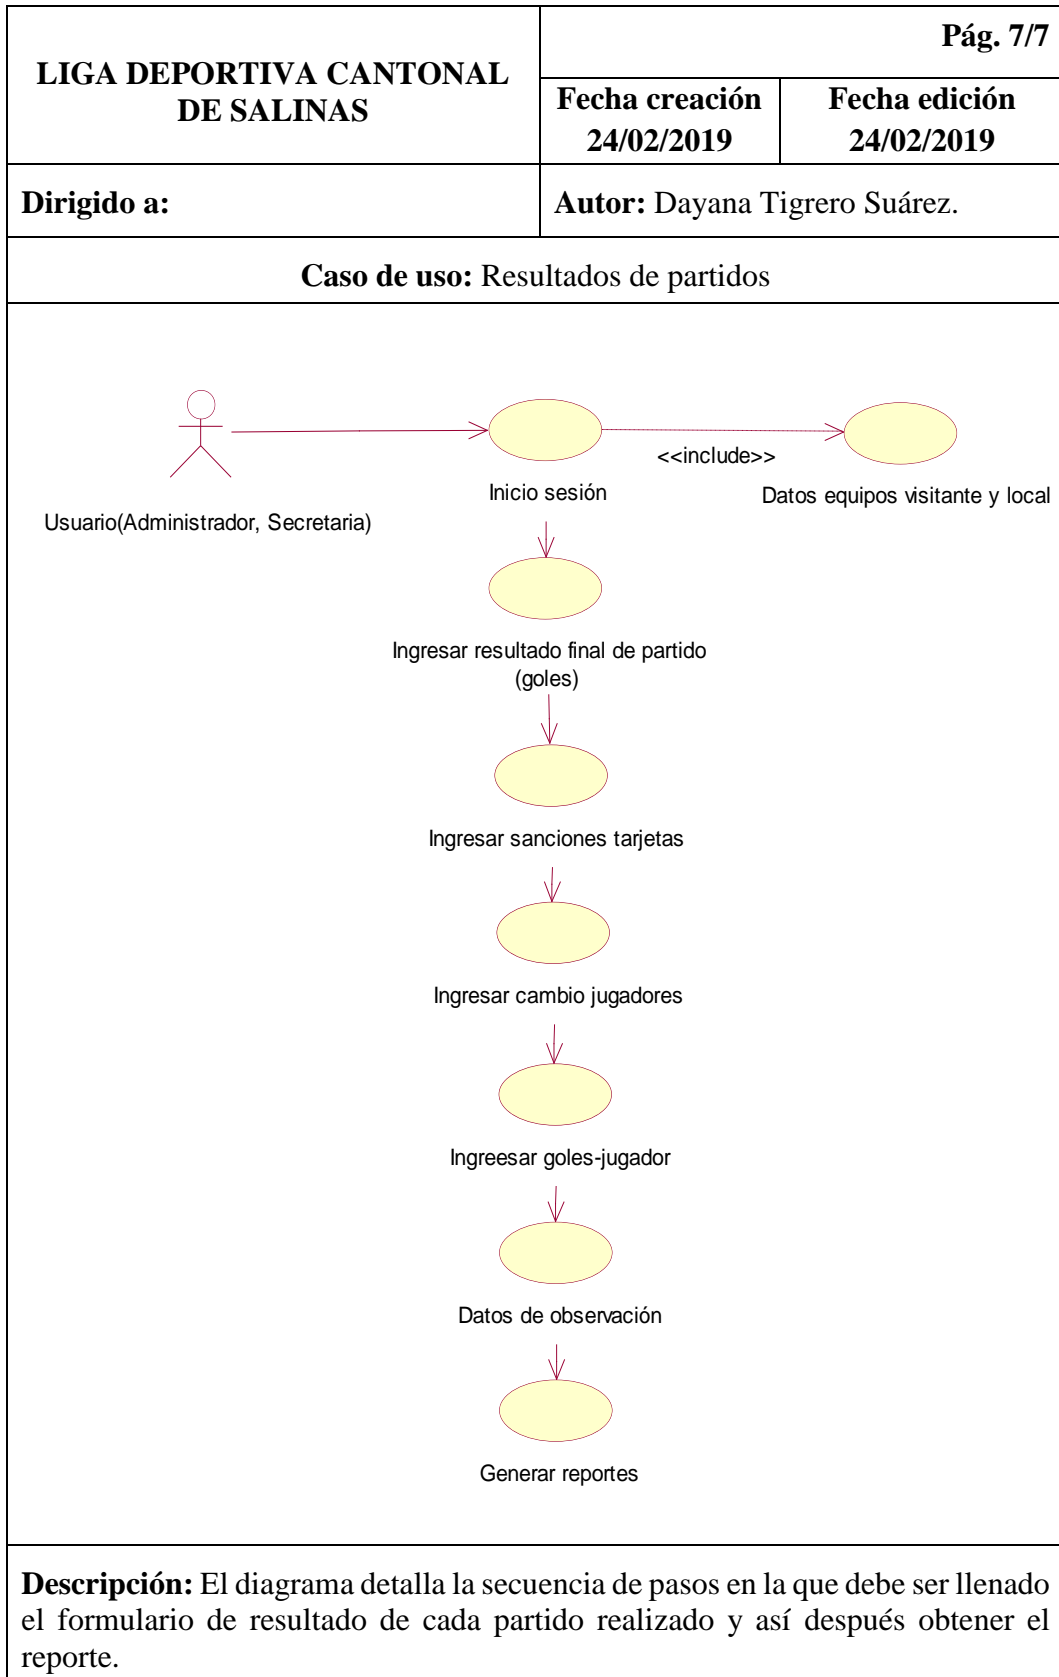 LIGA DEPORTIVA CANTONAL
DE SALINAS
Pág. 7/7
Fecha creación
24/02/2019
Fecha edición
24/02/2019
Dirigido a:
Autor: Dayana Tigrero Suárez.
Caso de uso: Resultados de partidos
<<include>>
Inicio sesión
Datos equipos visitante y local
Usuario(Administrador, Secretaria)
Ingresar resultado final de partido
(goles)
Ingresar sanciones tarjetas
Ingresar cambio jugadores
Ingreesar goles-jugador
Datos de observación
Generar reportes
Descripción: El diagrama detalla la secuencia de pasos en la que debe ser llenado
el formulario de resultado de cada partido realizado y así después obtener el
reporte.